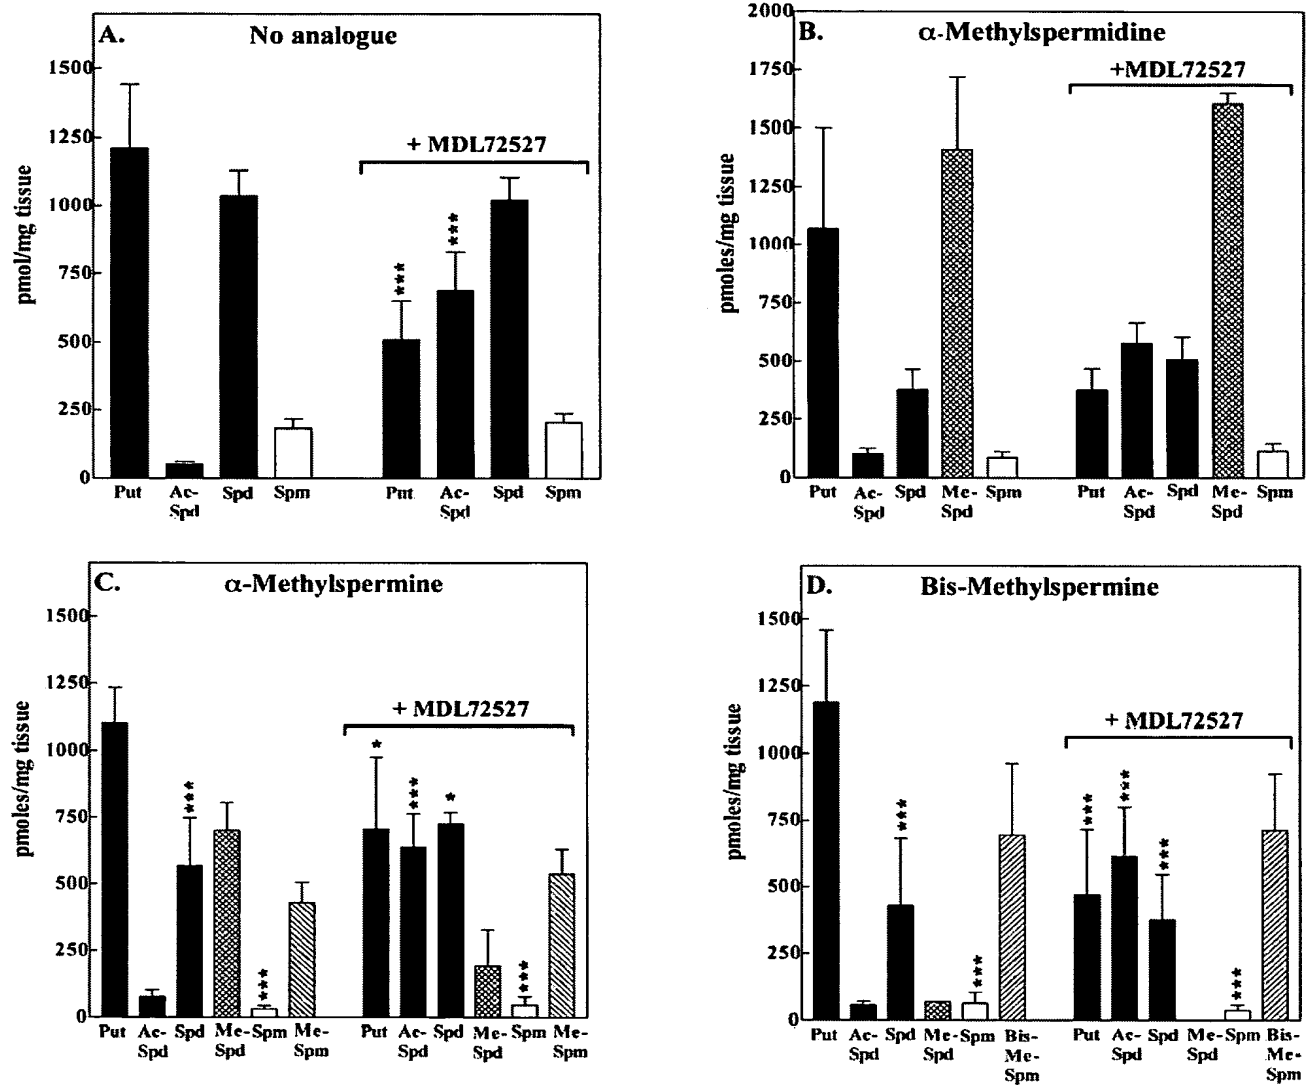 A. No analogue
pmol/mg tissue
1500
1250
1000
750
500
250
0
+ MDL72527
***
***
Put Ac- Spd Spm Put Ac- Spd Spm
Spd Spd
B. α-Methylspermidine
pmoles/mg tissue
2000
1750
1500
1250
1000
750
500
250
0
+MDL72527
Put Ac- Spd Me- Spm Put Ac- Spd Me- Spm
Spd Spd Spd Spd
C. α-Methylspermine
pmoles/mg tissue
1500
1250
1000
750
500
250
0
+ MDL72527
***
***
*
***
*
***
Put Ac- Spd Me- Spm Me- Put Ac- Spd Me- Spm Me-
Spd Spd Spm Spd Spd Spm
D. Bis-Methylspermine
pmoles/mg tissue
1500
1250
1000
750
500
250
0
+ MDL72527
***
***
***
***
***
***
Put Ac- Spd Me- Spm Bis- Put Ac- Spd Me- Spm Bis-
Spd Spd Me- Spd Spd Me-
Spm Spm